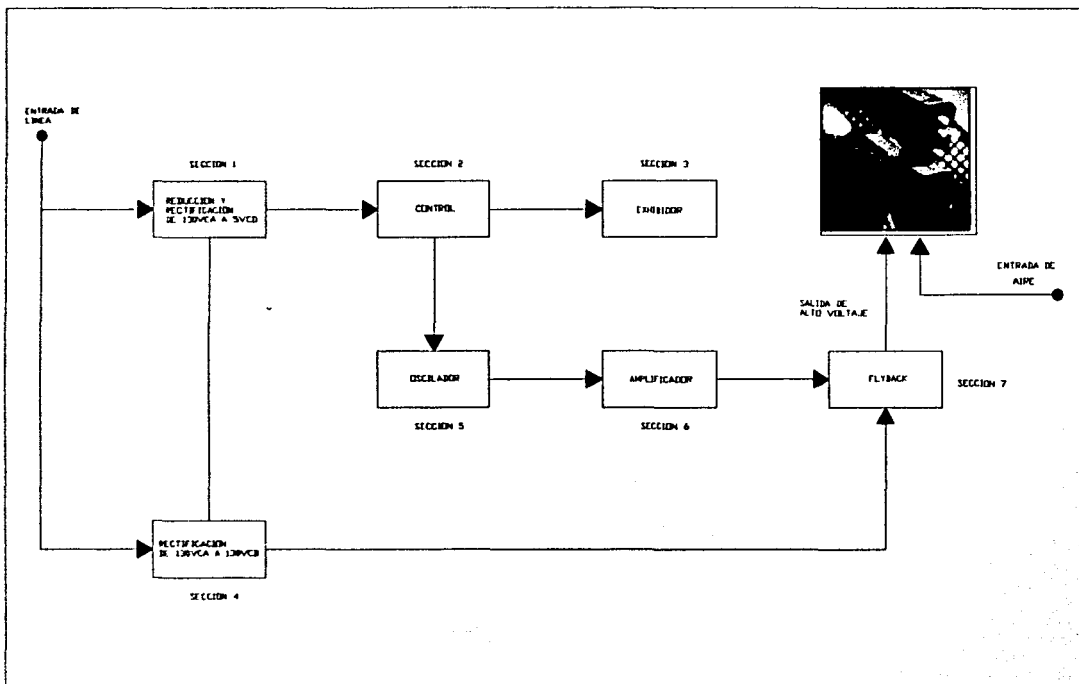 ENTRADA DE
LINEA
SECCION 1
REDUCCION Y
RECTIFICACION
DE 130VCA A 5VCD
SECCION 2
CONTROL
SECCION 3
EXHIBIDOR
ENTRADA DE
AIRE
SALIDA DE
ALTO VOLTAJE
OSCILADOR
SECCION 5
AMPLIFICADOR
SECCION 6
FLYBACK
SECCION 7
RECTIFICACION
DE 130VCA A 130VCD
SECCION 4